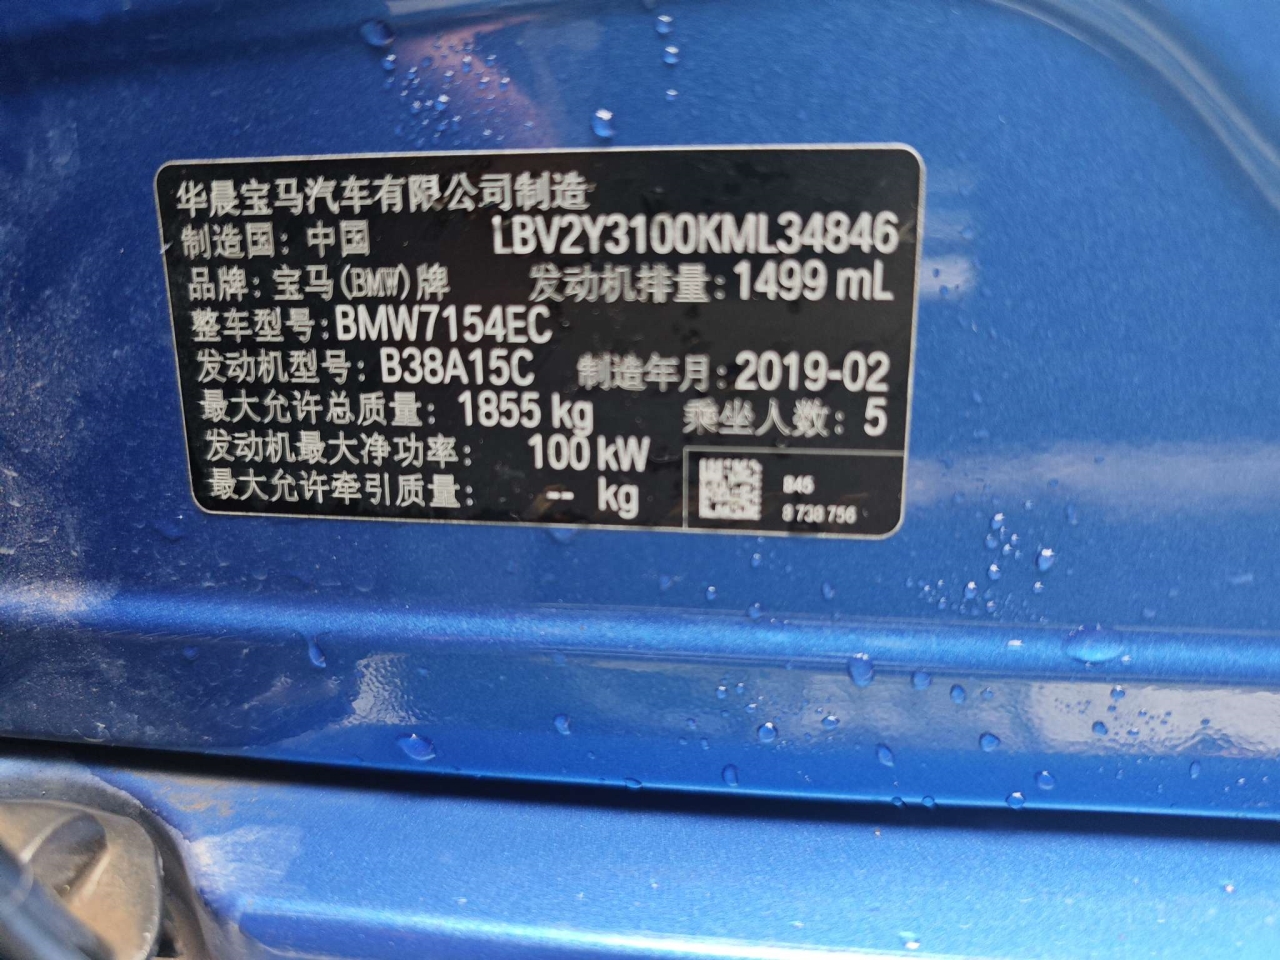 华晨宝马汽车有限公司制造
制造国：中国 LBV2Y3100KML34846
品牌：宝马(BMW)牌 发动机排量：1499 mL
整车型号：BMW7154EC
发动机型号：B38A15C 制造年月：2019-02
最大允许总质量：1855 kg 乘坐人数：5
发动机最大净功率：100 kW
最大允许牵引质量：-- kg
845
8 738 756